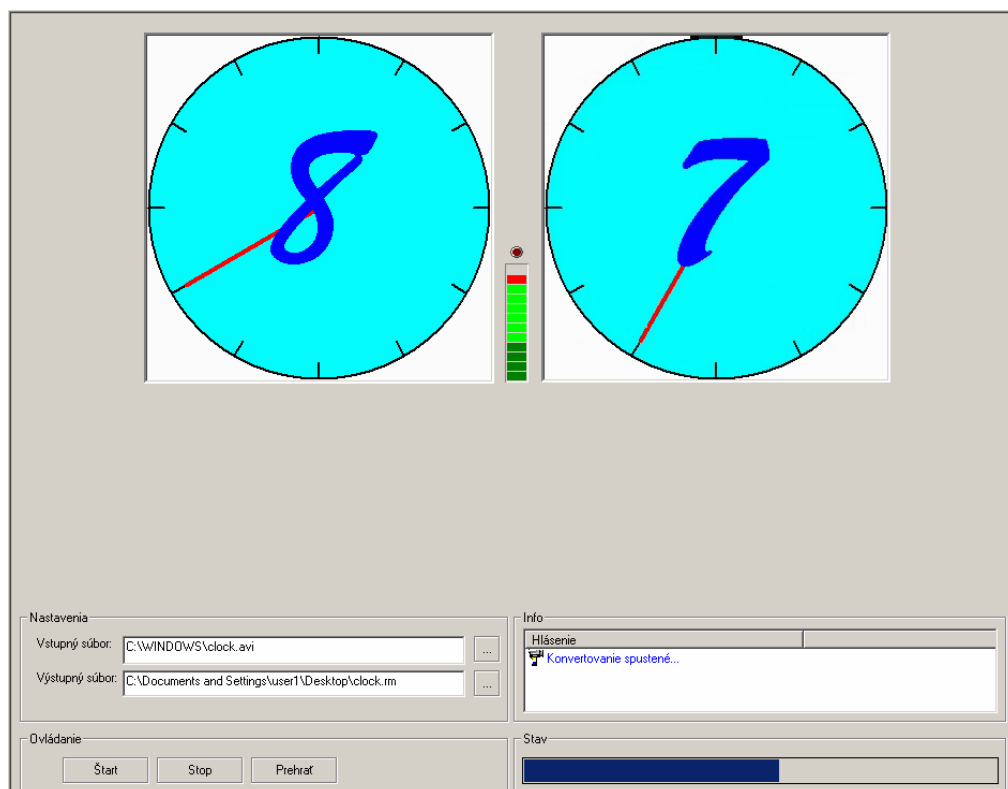 8 7
Nastavenia
Vstupný súbor: C:\WINDOWS\clock.avi ...
Výstupný súbor: C:\Documents and Settings\user1\Desktop\clock.rm ...
Info
Hlásenie
Konvertovanie spustené...
Ovládanie
Štart Stop Prehrať
Stav